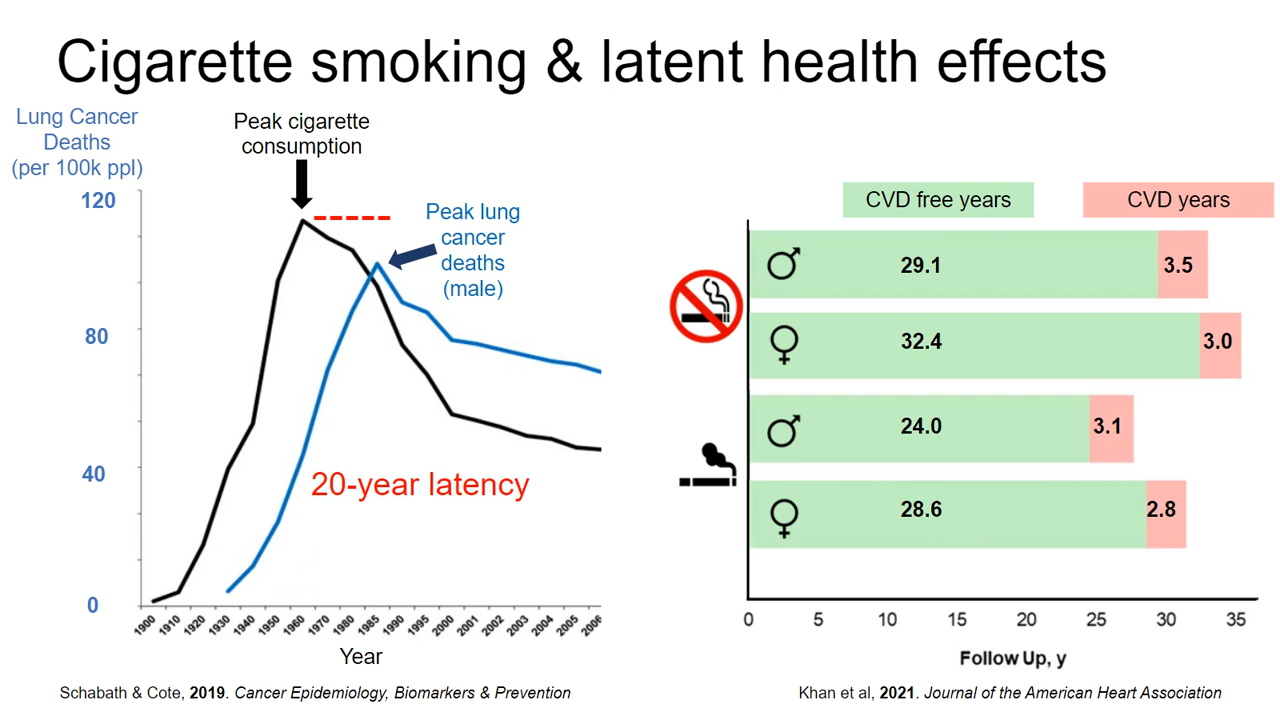 Cigarette smoking & latent health effects
Lung Cancer
Deaths
(per 100k ppl)
Peak cigarette
consumption
Peak lung
cancer
deaths
(male)
20-year latency
120
80
40
0
1900
1910
1920
1930
1940
1950
1960
1970
1980
1985
1990
1995
2000
2001
2002
2003
2004
2005
2006
Year
Schabath & Cote, 2019. Cancer Epidemiology, Biomarkers & Prevention
CVD free years
CVD years
29.1
3.5
32.4
3.0
24.0
3.1
28.6
2.8
0
5
10
15
20
25
30
35
Follow Up, y
Khan et al, 2021. Journal of the American Heart Association